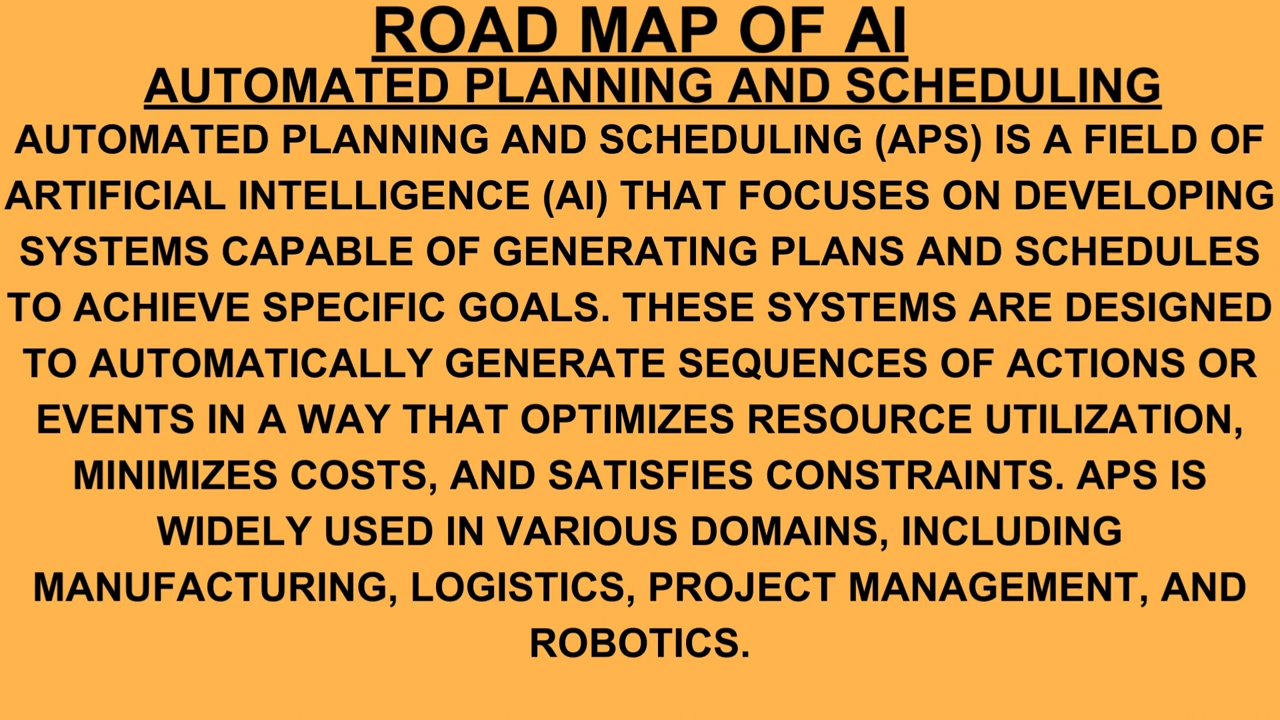 ROAD MAP OF AI
AUTOMATED PLANNING AND SCHEDULING
AUTOMATED PLANNING AND SCHEDULING (APS) IS A FIELD OF
ARTIFICIAL INTELLIGENCE (AI) THAT FOCUSES ON DEVELOPING
SYSTEMS CAPABLE OF GENERATING PLANS AND SCHEDULES
TO ACHIEVE SPECIFIC GOALS. THESE SYSTEMS ARE DESIGNED
TO AUTOMATICALLY GENERATE SEQUENCES OF ACTIONS OR
EVENTS IN A WAY THAT OPTIMIZES RESOURCE UTILIZATION,
MINIMIZES COSTS, AND SATISFIES CONSTRAINTS. APS IS
WIDELY USED IN VARIOUS DOMAINS, INCLUDING
MANUFACTURING, LOGISTICS, PROJECT MANAGEMENT, AND
ROBOTICS.